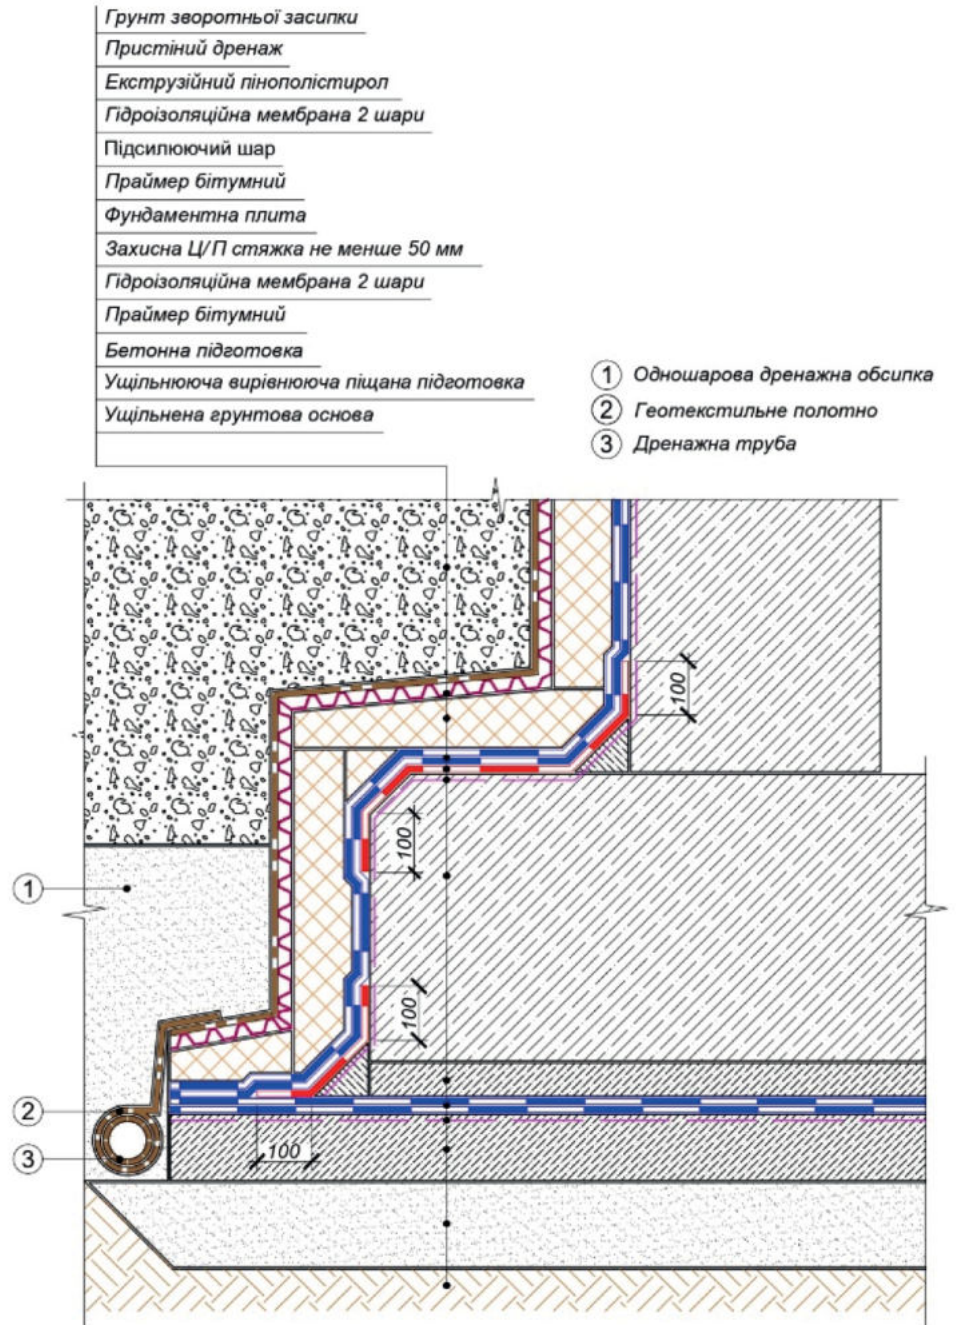 Грунт зворотньої засипки
Пристіний дренаж
Екструзійний пінополістирол
Гідроізоляційна мембрана 2 шари
Підсилюючий шар
Праймер бітумний
Фундаментна плита
Захисна Ц/П стяжка не менше 50 мм
Гідроізоляційна мембрана 2 шари
Праймер бітумний
Бетонна підготовка
Ущільнююча вирівнююча піщана підготовка
Ущільнена грунтова основа
1 Одношарова дренажна обсипка
2 Геотекстильне полотно
3 Дренажна труба
100
100
1
100
2
3
100